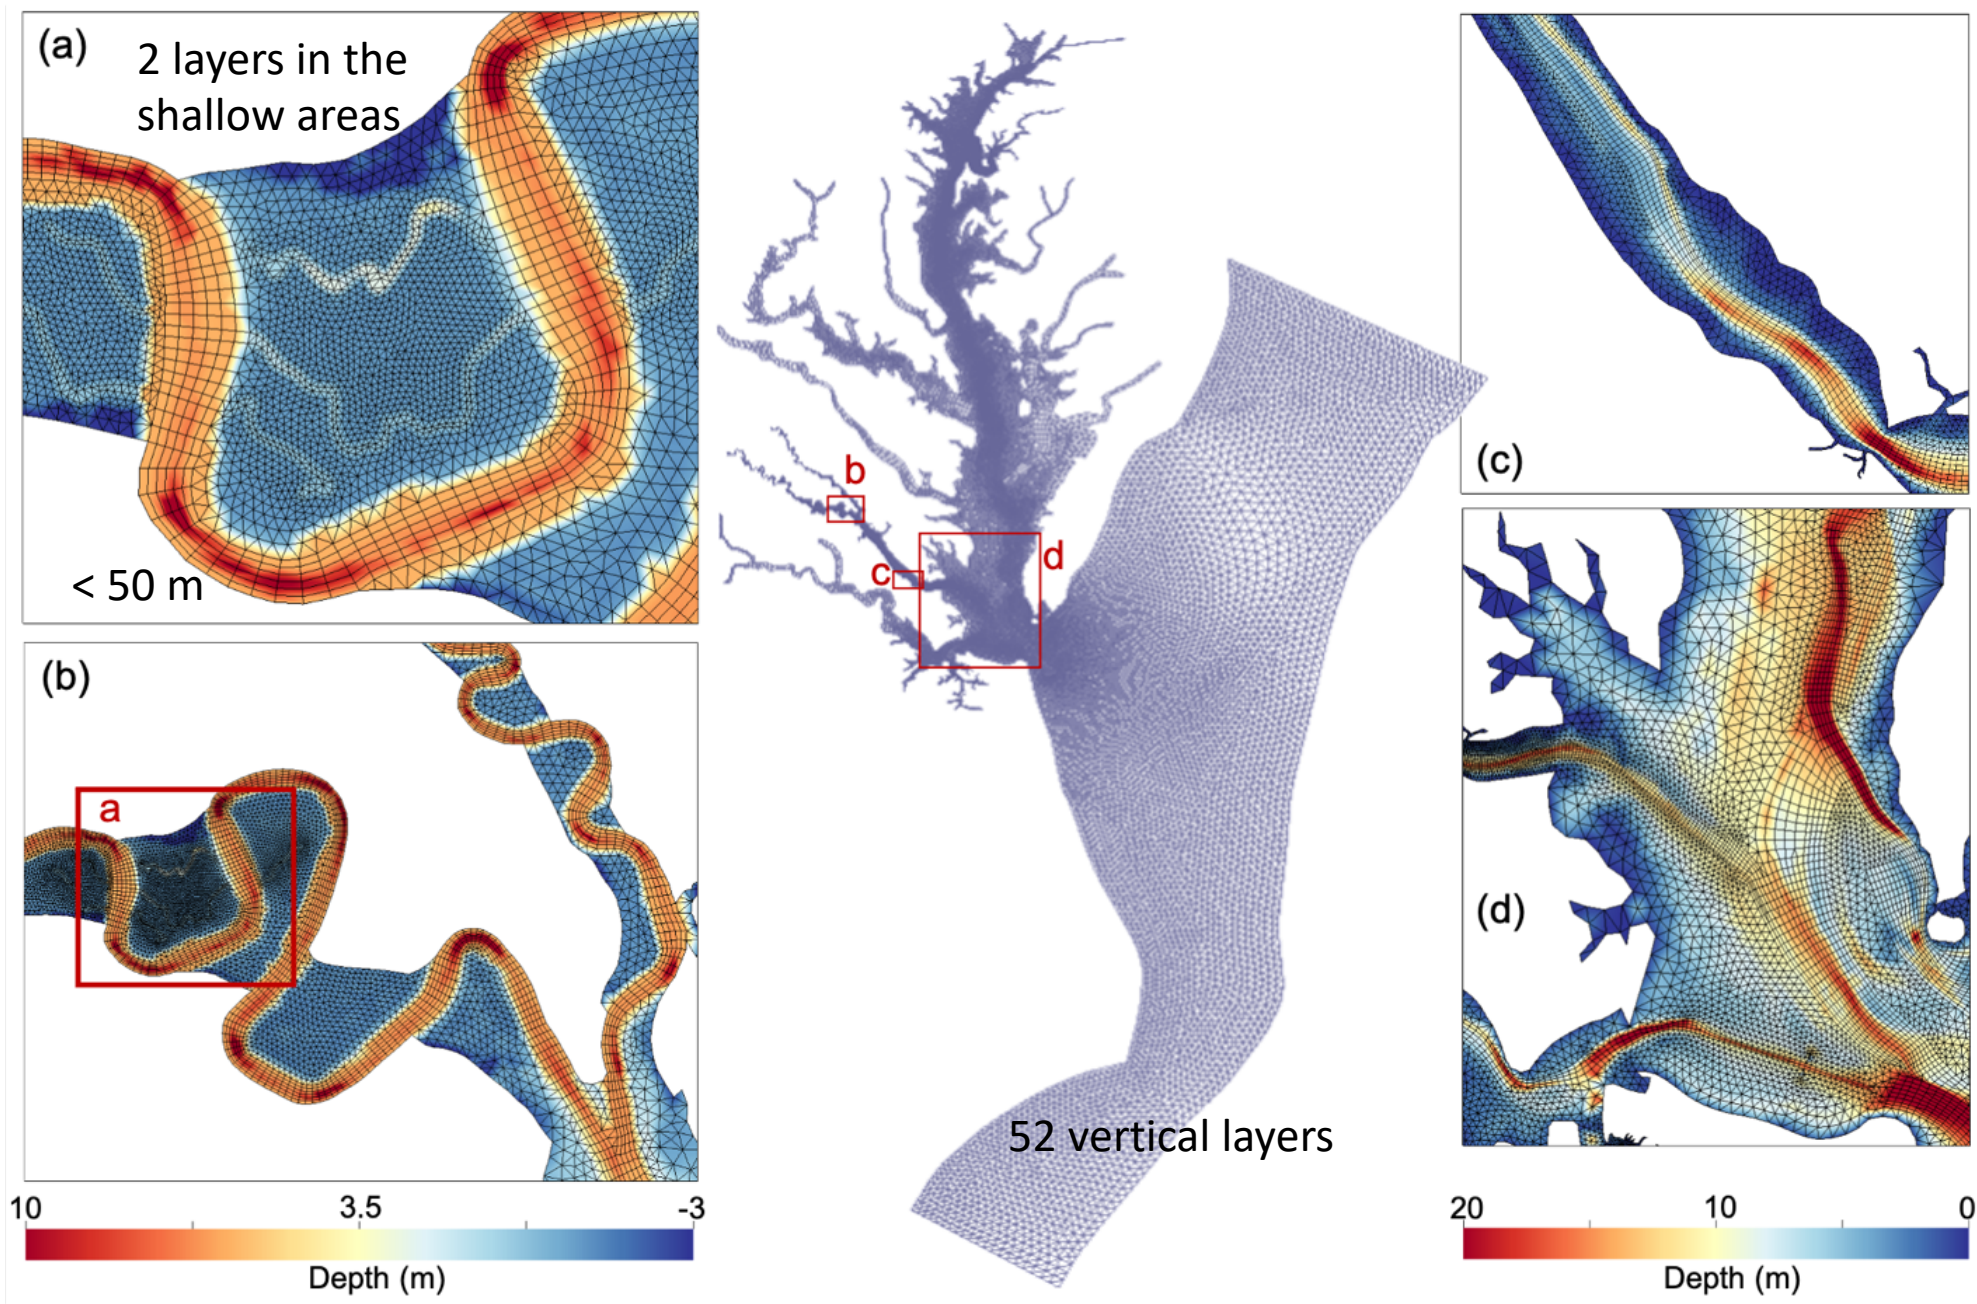 (a)
2 layers in the
shallow areas
< 50 m
(b)
a
10
3.5
-3
Depth (m)
b
c
d
52 vertical layers
(c)
(d)
20
10
0
Depth (m)